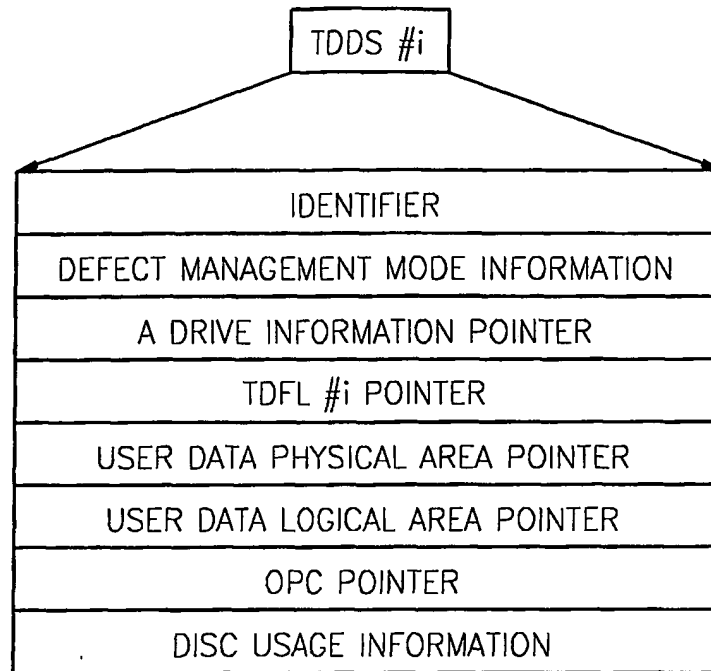 TDDS #i
IDENTIFIER
DEFECT MANAGEMENT MODE INFORMATION
A DRIVE INFORMATION POINTER
TDFL #i POINTER
USER DATA PHYSICAL AREA POINTER
USER DATA LOGICAL AREA POINTER
OPC POINTER
DISC USAGE INFORMATION